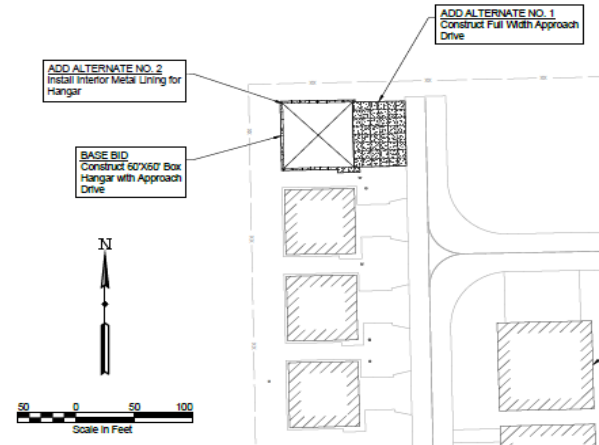 ADD ALTERNATE NO. 1
Construct Full Width Approach
Drive
ADD ALTERNATE NO. 2
Install Interior Metal Lining for
Hangar
BASE BID
Construct 60'X60' Box
Hangar with Approach
Drive
N
50 0 50 100
Scale In Feet